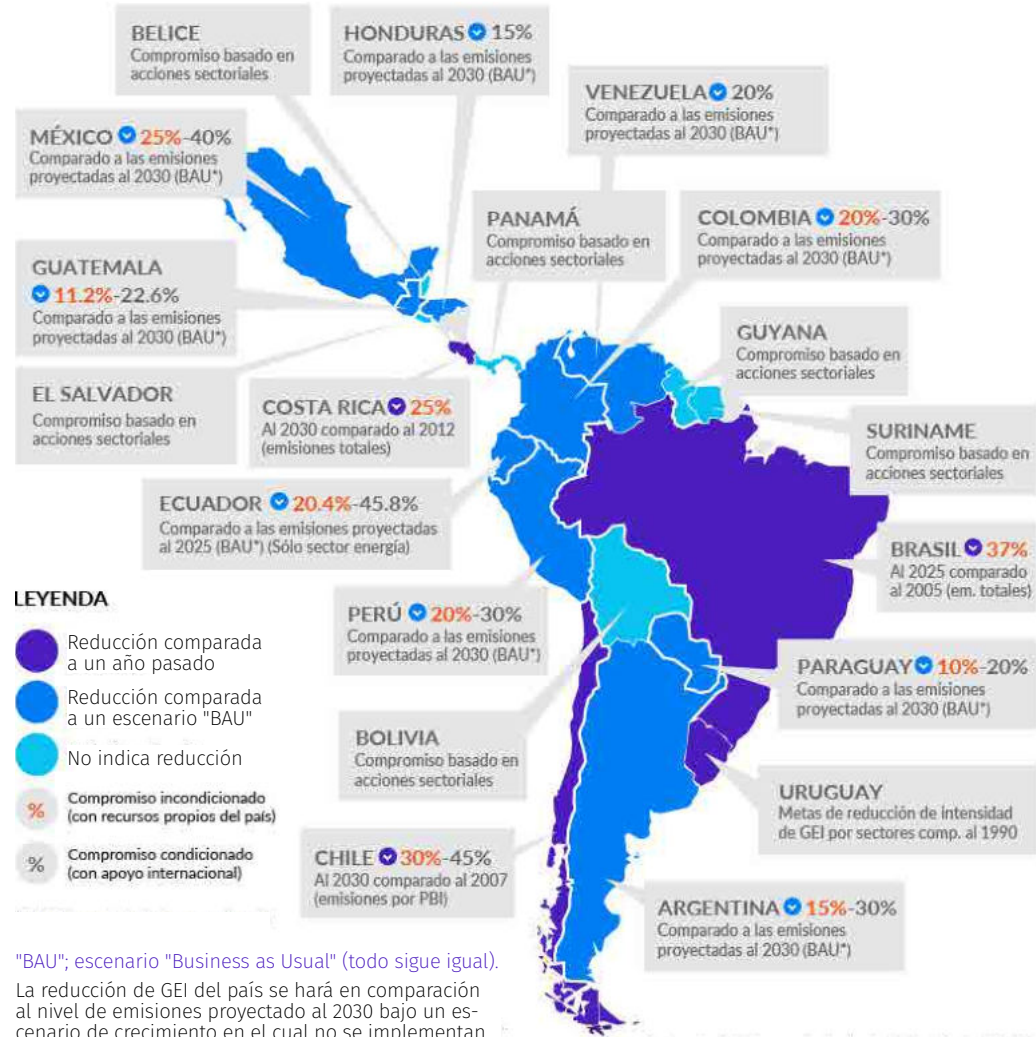 BELICE
Compromiso basado en
acciones sectoriales
HONDURAS 15%
Comparado a las emisiones
proyectadas al 2030 (BAU*)
VENEZUELA 20%
Comparado a las emisiones
proyectadas al 2030 (BAU*)
MÉXICO 25%-40%
Comparado a las emisiones
proyectadas al 2030 (BAU*)
PANAMÁ
Compromiso basado en
acciones sectoriales
COLOMBIA 20%-30%
Comparado a las emisiones
proyectadas al 2030 (BAU*)
GUATEMALA
11.2%-22.6%
Comparado a las emisiones
proyectadas al 2030 (BAU*)
GUYANA
Compromiso basado en
acciones sectoriales
EL SALVADOR
Compromiso basado en
acciones sectoriales
COSTA RICA 25%
Al 2030 comparado al 2012
(emisiones totales)
SURINAME
Compromiso basado en
acciones sectoriales
ECUADOR 20.4%-45.8%
Comparado a las emisiones proyectadas
al 2025 (BAU*) (Sólo sector energía)
BRASIL 37%
Al 2025 comparado
al 2005 (em. totales)
LEYENDA
Reducción comparada
a un año pasado
Reducción comparada
a un escenario "BAU"
No indica reducción
% Compromiso incondicionado
(con recursos propios del país)
% Compromiso condicionado
(con apoyo internacional)
PERÚ 20%-30%
Comparado a las emisiones
proyectadas al 2030 (BAU*)
PARAGUAY 10%-20%
Comparado a las emisiones
proyectadas al 2030 (BAU*)
BOLIVIA
Compromiso basado en
acciones sectoriales
URUGUAY
Metas de reducción de intensidad
de GEI por sectores comp. al 1990
CHILE 30%-45%
Al 2030 comparado al 2007
(emisiones por PBI)
ARGENTINA 15%-30%
Comparado a las emisiones
proyectadas al 2030 (BAU*)
"BAU"; escenario "Business as Usual" (todo sigue igual).
La reducción de GEI del país se hará en comparación
al nivel de emisiones proyectado al 2030 bajo un es-
cenario de crecimiento en el cual no se implementan